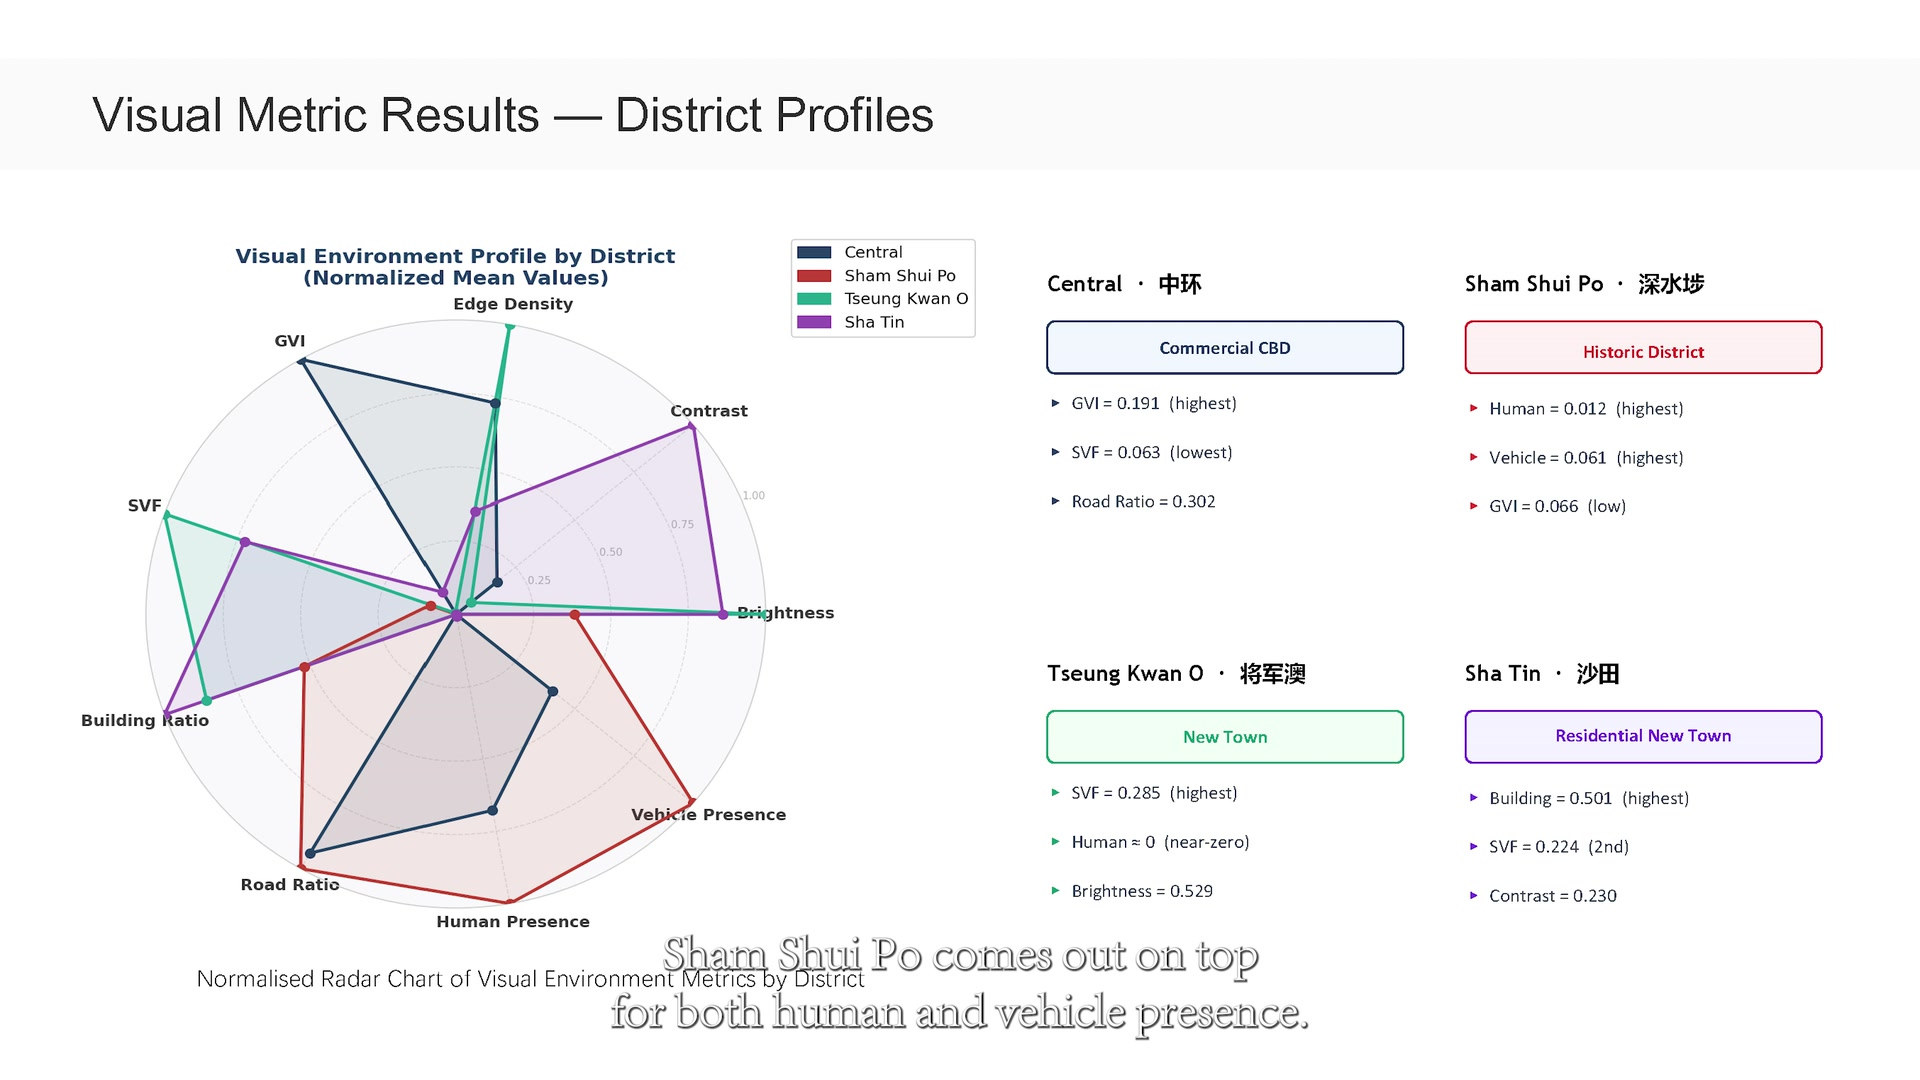 Visual Metric Results — District Profiles
Visual Environment Profile by District
(Normalized Mean Values)
Central
Sham Shui Po
Tseung Kwan O
Sha Tin
Edge Density
GVI
Contrast
SVF
1.00
0.75
0.50
0.25
Brightness
Building Ratio
Vehicle Presence
Road Ratio
Human Presence
Normalised Radar Chart of Visual Environment Metrics by District
Central · 中环
Commercial CBD
► GVI = 0.191 (highest)
► SVF = 0.063 (lowest)
► Road Ratio = 0.302
Sham Shui Po · 深水埗
Historic District
► Human = 0.012 (highest)
► Vehicle = 0.061 (highest)
► GVI = 0.066 (low)
Tseung Kwan O · 将军澳
New Town
► SVF = 0.285 (highest)
► Human ≈ 0 (near-zero)
► Brightness = 0.529
Sha Tin · 沙田
Residential New Town
► Building = 0.501 (highest)
► SVF = 0.224 (2nd)
► Contrast = 0.230
Sham Shui Po comes out on top
for both human and vehicle presence.